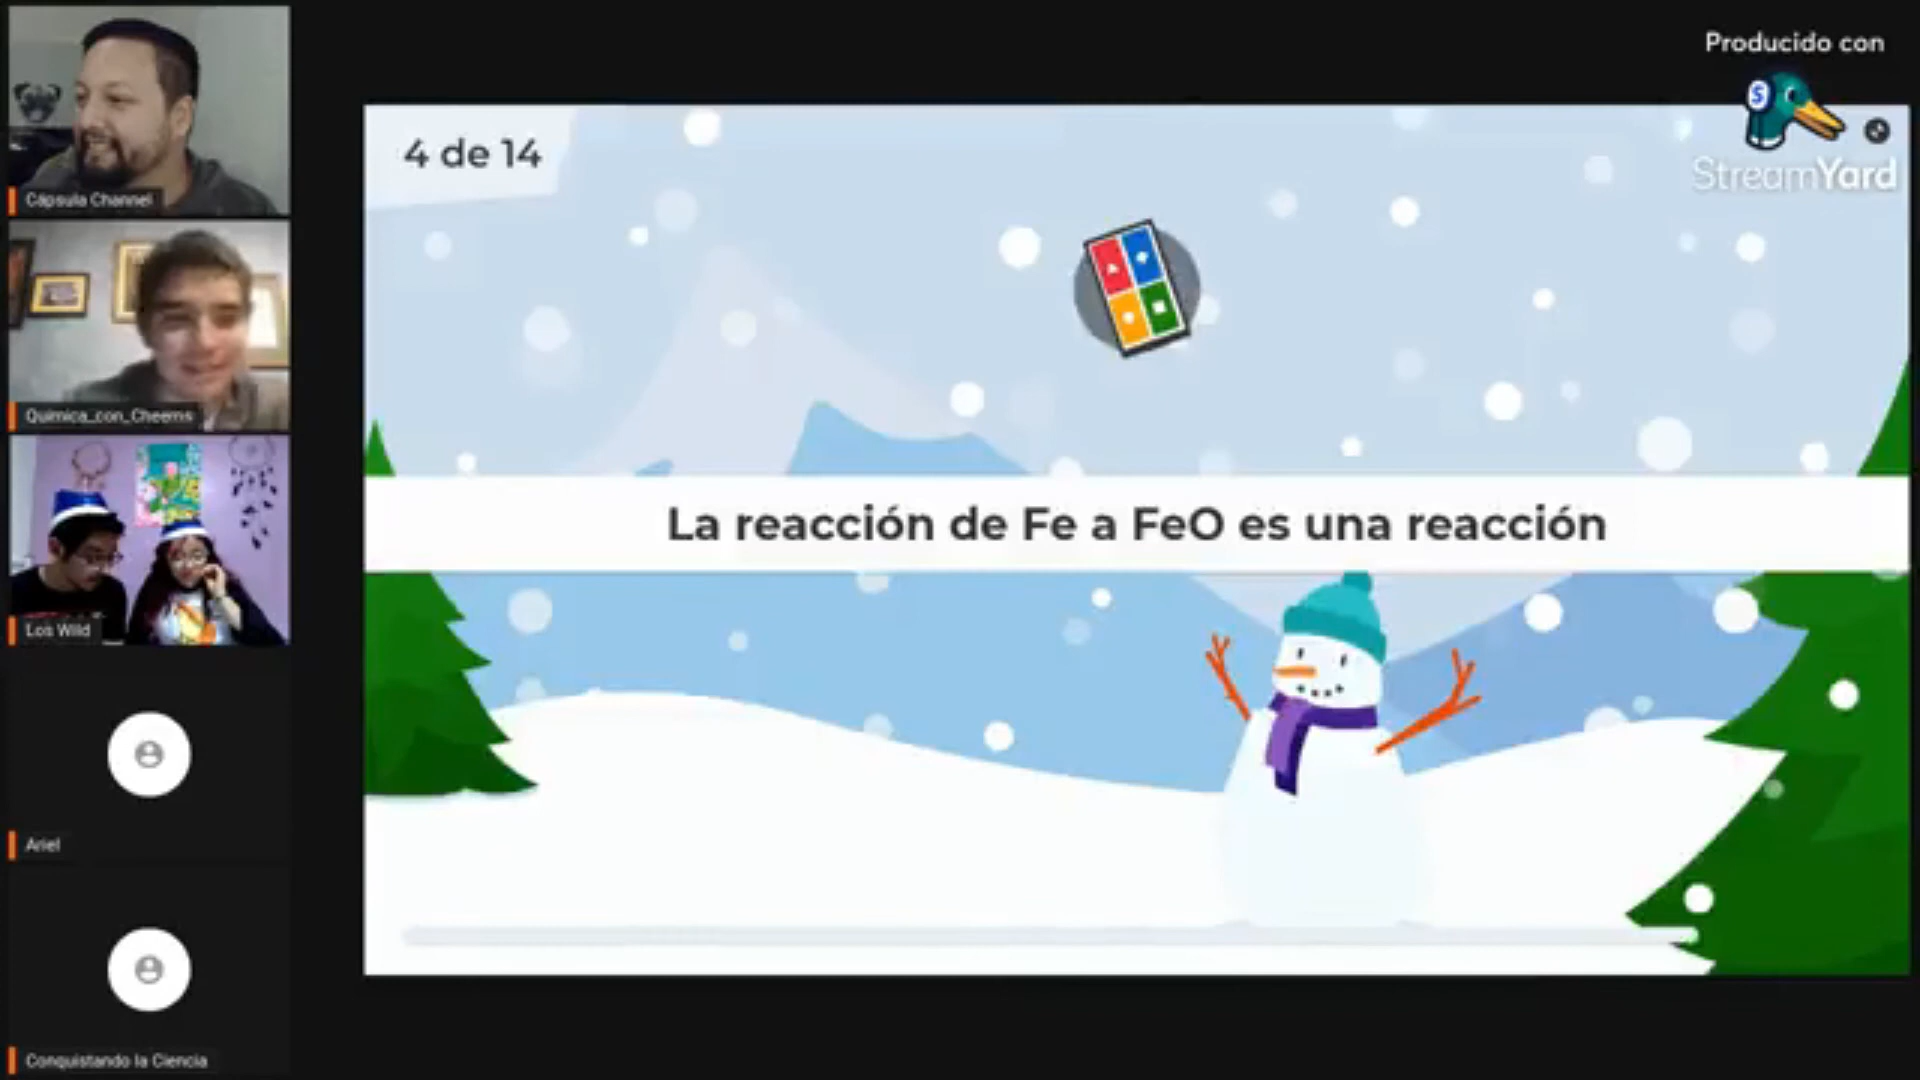 Producido con
StreamYard
4 de 14
La reacción de Fe a FeO es una reacción
Cápsula Channel
Quimica_con_Cheems
Los Wild
Ariel
Conquistando la Ciencia